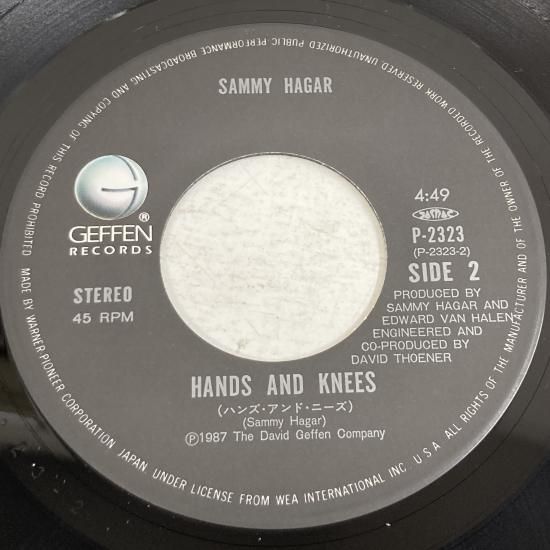 SAMMY HAGAR
G
®
GEFFEN
RECORDS
STEREO
45 RPM
4:49
JASRAC
P-2323
(P-2323-2)
SIDE 2
PRODUCED BY
SAMMY HAGAR AND
EDWARD VAN HALEN
ENGINEERED AND
CO-PRODUCED BY
DAVID THOENER
HANDS AND KNEES
(ハンズ・アンド・ニーズ)
(Sammy Hagar)
Ⓟ1987 The David Geffen Company
MADE BY WARNER-PIONEER CORPORATION JAPAN UNDER LICENSE FROM WEA INTERNATIONAL INC. U S A ALL RIGHTS OF THE MANUFACTURER AND OF THE OWNER OF THE RECORDED WORK RESERVED UNAUTHORIZED PUBLIC PERFORMANCE BROADCASTING AND COPYING OF THIS RECORD PROHIBITED